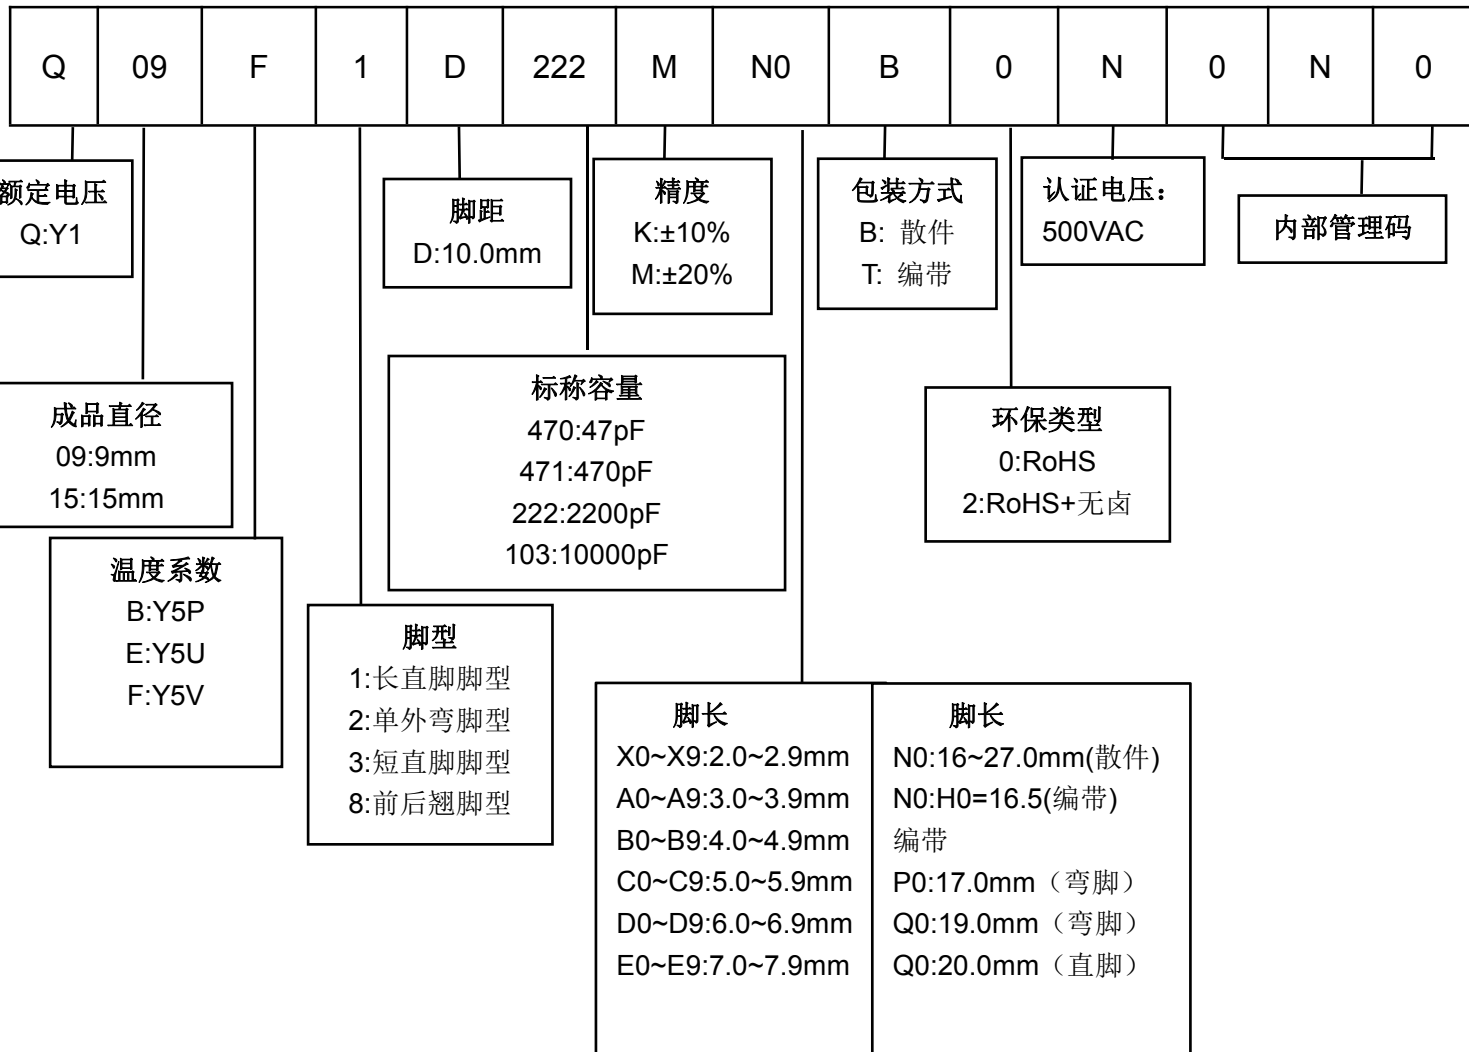 Q 09 F 1 D 222 M N0 B 0 N 0 N 0
额定电压
Q:Y1
脚距
D:10.0mm
精度
K:±10%
M:±20%
包装方式
B: 散件
T: 编带
认证电压：
500VAC
内部管理码
成品直径
09:9mm
15:15mm
标称容量
470:47pF
471:470pF
222:2200pF
103:10000pF
环保类型
0:RoHS
2:RoHS+无卤
温度系数
B:Y5P
E:Y5U
F:Y5V
脚型
1:长直脚脚型
2:单外弯脚型
3:短直脚脚型
8:前后翘脚型
脚长
X0~X9:2.0~2.9mm
A0~A9:3.0~3.9mm
B0~B9:4.0~4.9mm
C0~C9:5.0~5.9mm
D0~D9:6.0~6.9mm
E0~E9:7.0~7.9mm
脚长
N0:16~27.0mm(散件)
N0:H0=16.5(编带)
编带
P0:17.0mm（弯脚）
Q0:19.0mm（弯脚）
Q0:20.0mm（直脚）